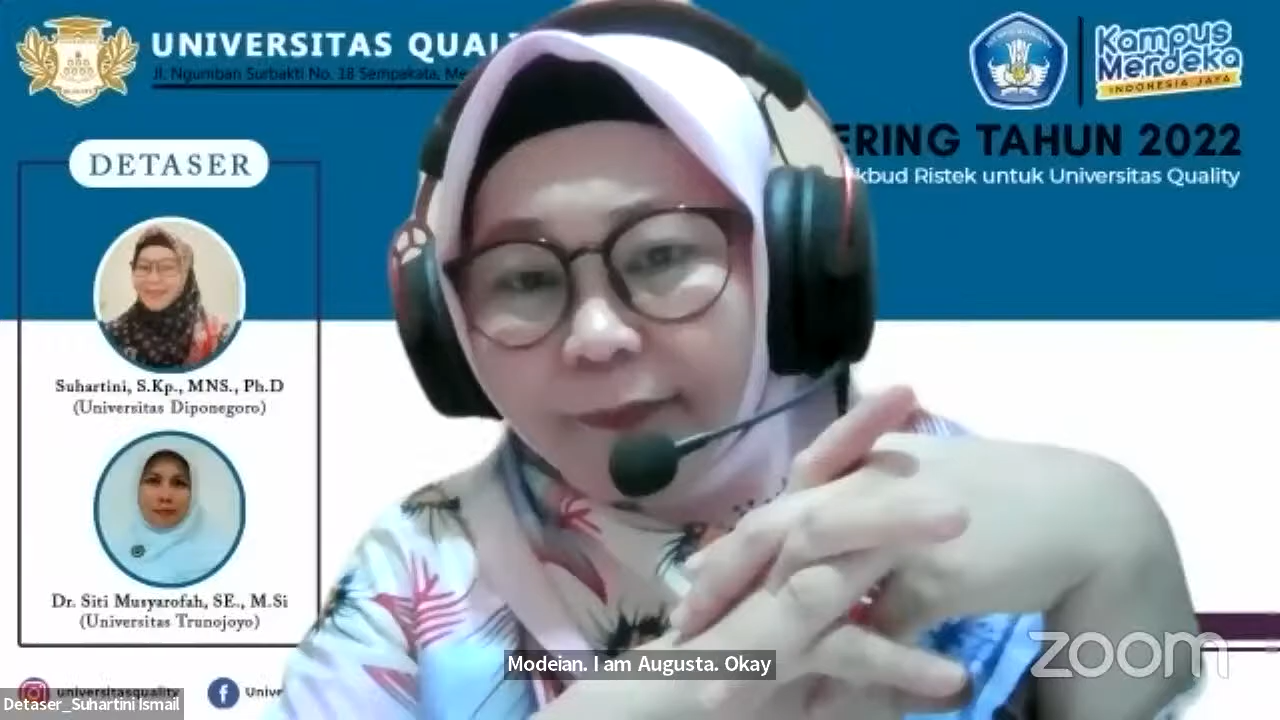 UNIVERSITAS QUALI
Jl. Ngumban Surbakti No. 18 Sempakata, Me
Kampus
Merdeka
INDONESIA JAYA
ERING TAHUN 2022
kbud Ristek untuk Universitas Quality
DETASER
Suhartini, S.Kp., MNS., Ph.D
(Universitas Diponegoro)
Dr. Siti Musyarofah, SE., M.Si
(Universitas Trunojoyo)
Modeian. I am Augusta. Okay
zoom
universitasquality
Unive
Detaser_Suhartini Ismail